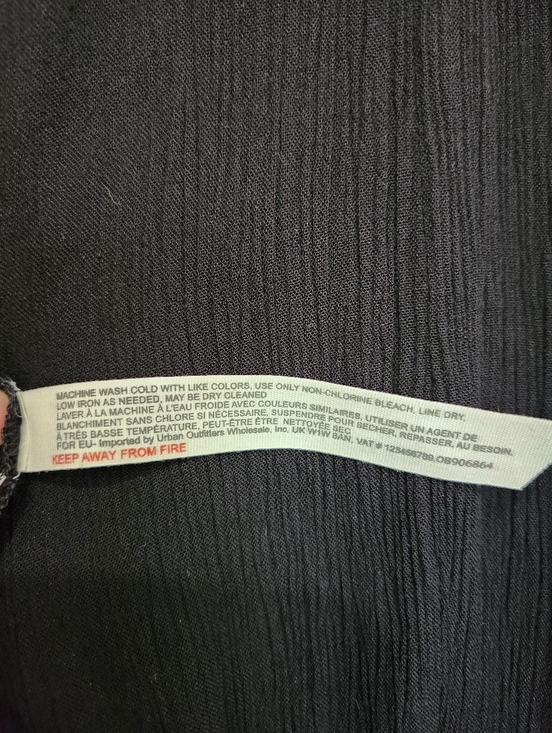 MACHINE WASH COLD WITH LIKE COLORS, USE ONLY NON-CHLORINE BLEACH, LINE DRY,
LOW IRON AS NEEDED, MAY BE DRY CLEANED
LAVER À LA MACHINE À L'EAU FROIDE AVEC COULEURS SIMILAIRES, UTILISER UN AGENT DE
BLANCHIMENT SANS CHLORE SI NÉCESSAIRE, SUSPENDRE POUR SECHER, REPASSER, AU BESOIN,
À TRÈS BASSE TEMPÉRATURE, PEUT-ÊTRE ÊTRE NETTOYÉE SEC
FOR EU- Imported by Urban Outfitters Wholesale, Inc. UK W1W 8AN, VAT # 123456789.OB906864
KEEP AWAY FROM FIRE